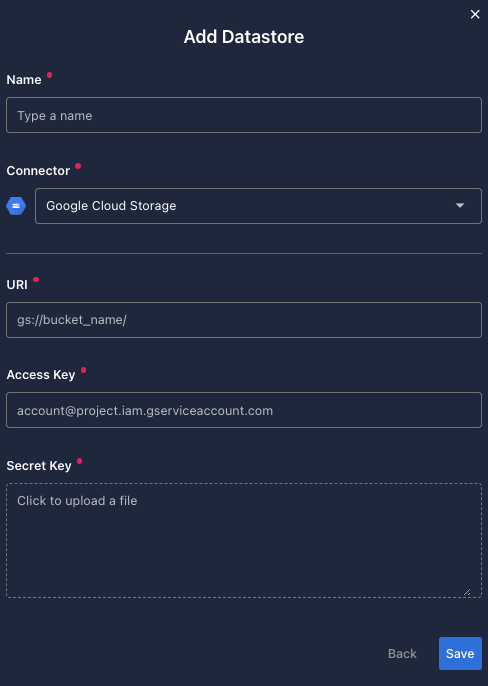 Add Datastore
Name
Type a name
Connector
Google Cloud Storage
URI
gs://bucket_name/
Access Key
account@project.iam.gserviceaccount.com
Secret Key
Click to upload a file
Back Save